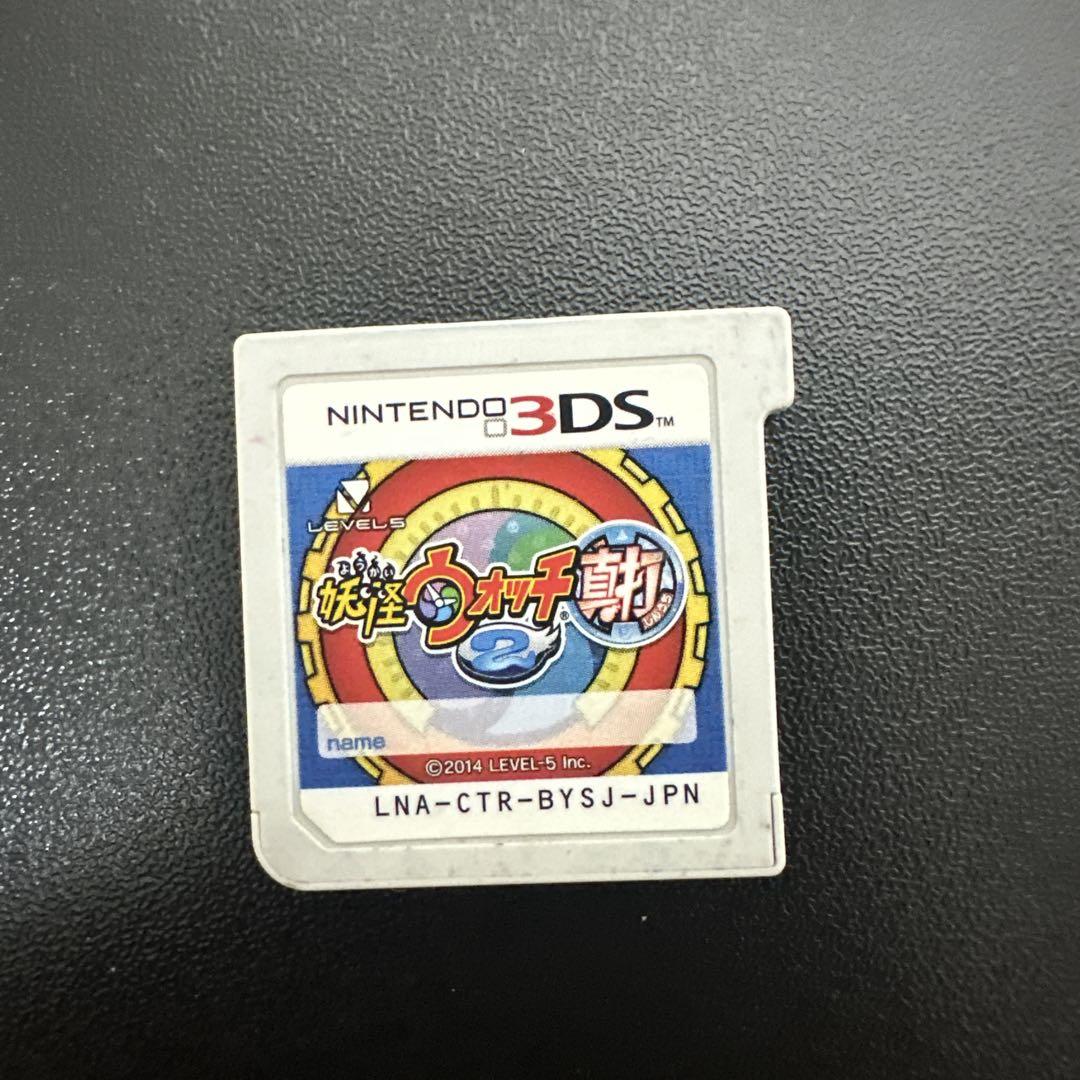 NINTENDO 3DS™
LEVEL5
ようかい
妖怪ウォッチ®
2
真打
しんうち
name
©2014 LEVEL-5 Inc.
LNA-CTR-BYSJ-JPN